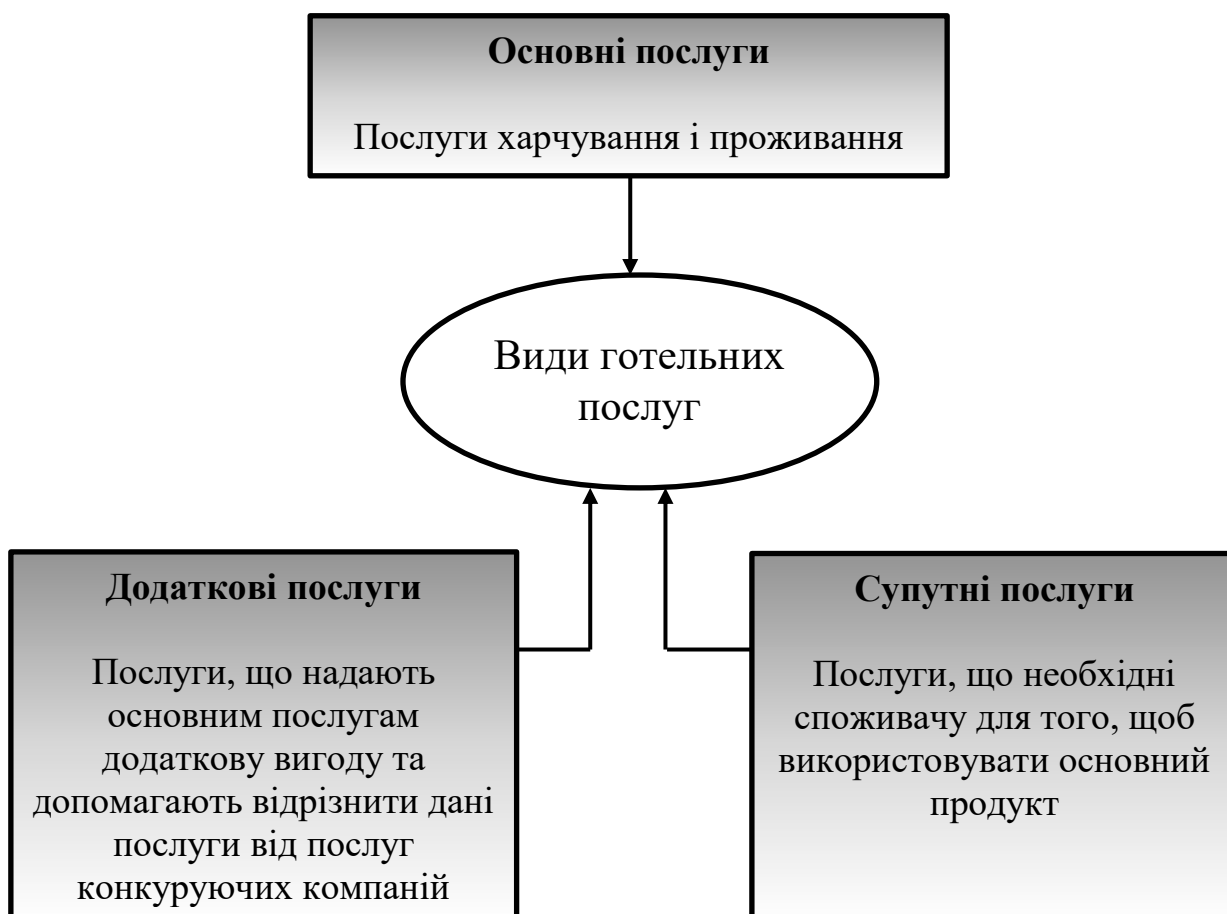 Основні послуги
Послуги харчування і проживання
Види готельних
послуг
Додаткові послуги
Послуги, що надають
основним послугам
додаткову вигоду та
допомагають відрізнити дані
послуги від послуг
конкуруючих компаній
Супутні послуги
Послуги, що необхідні
споживачу для того, щоб
використовувати основний
продукт